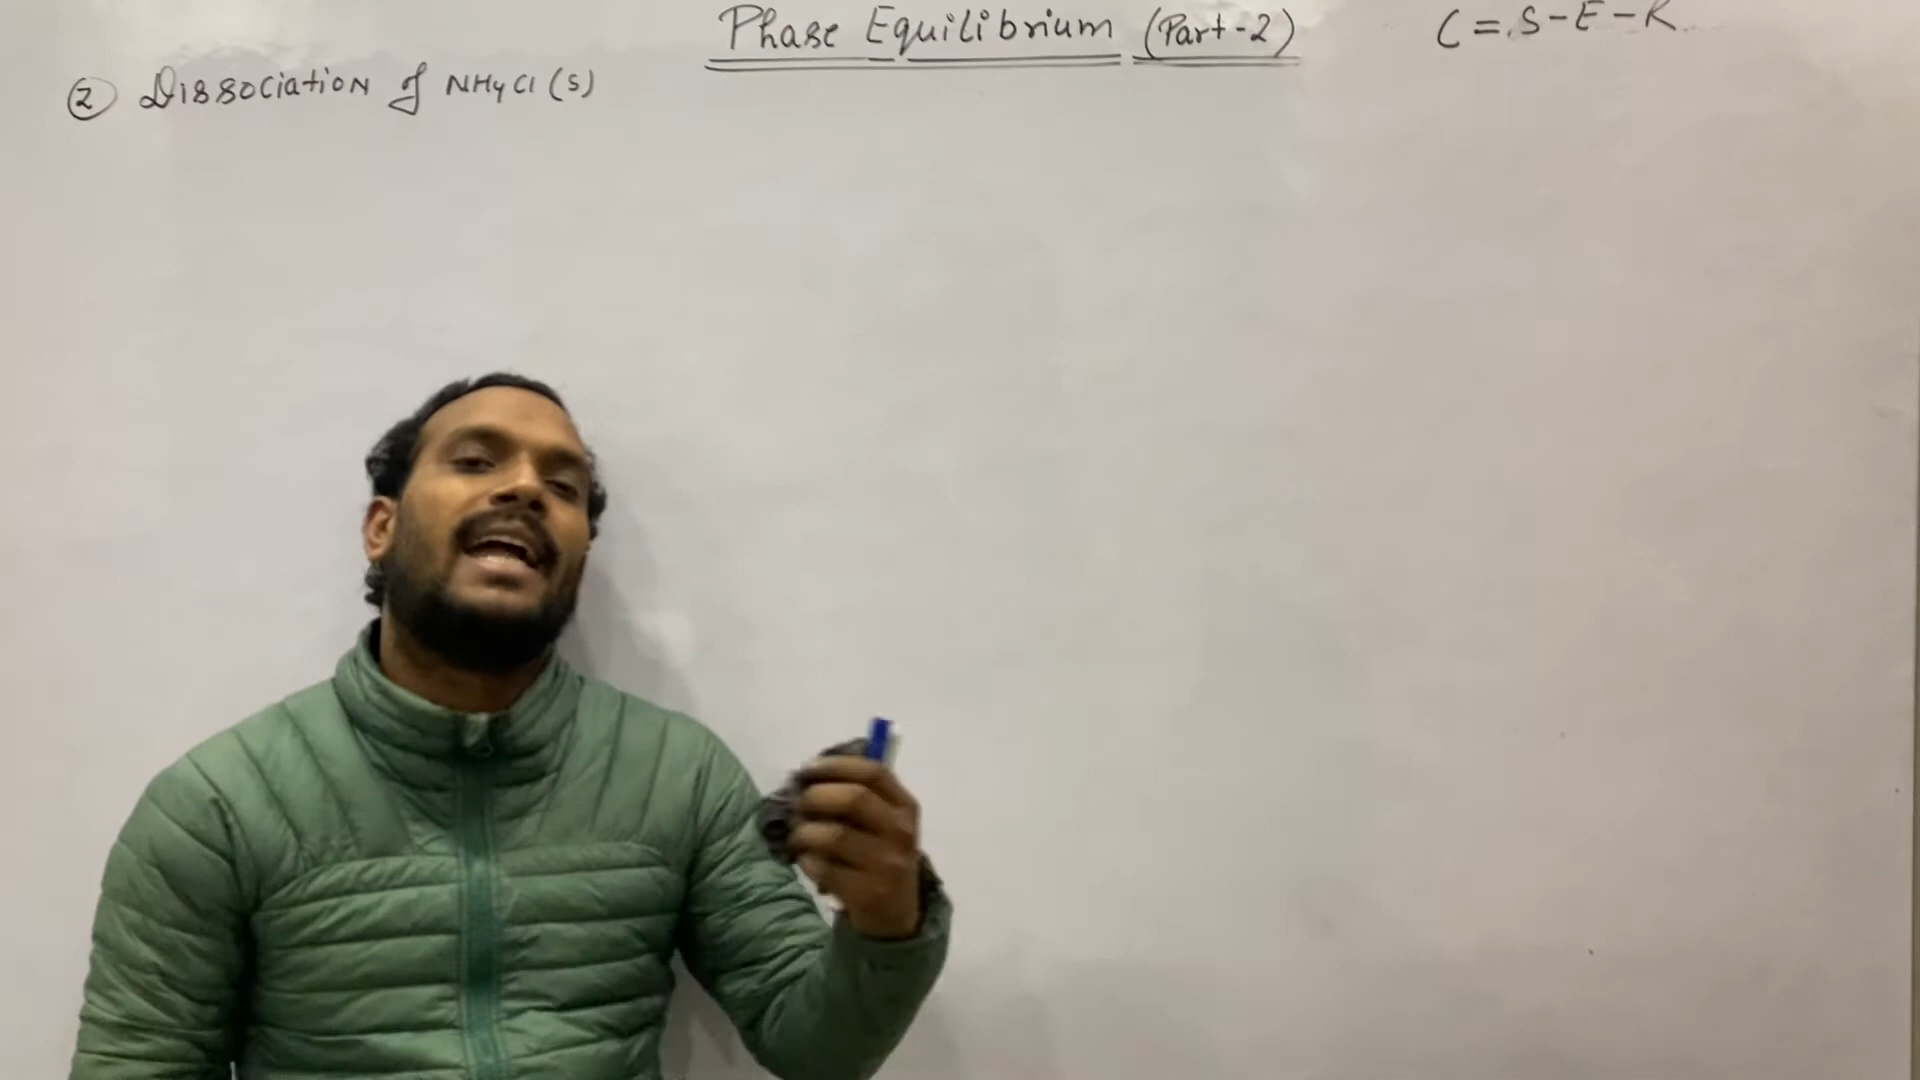 Phase Equilibrium (Part-2)
C = S - E - R
② Dissociation of NH4Cl (s)